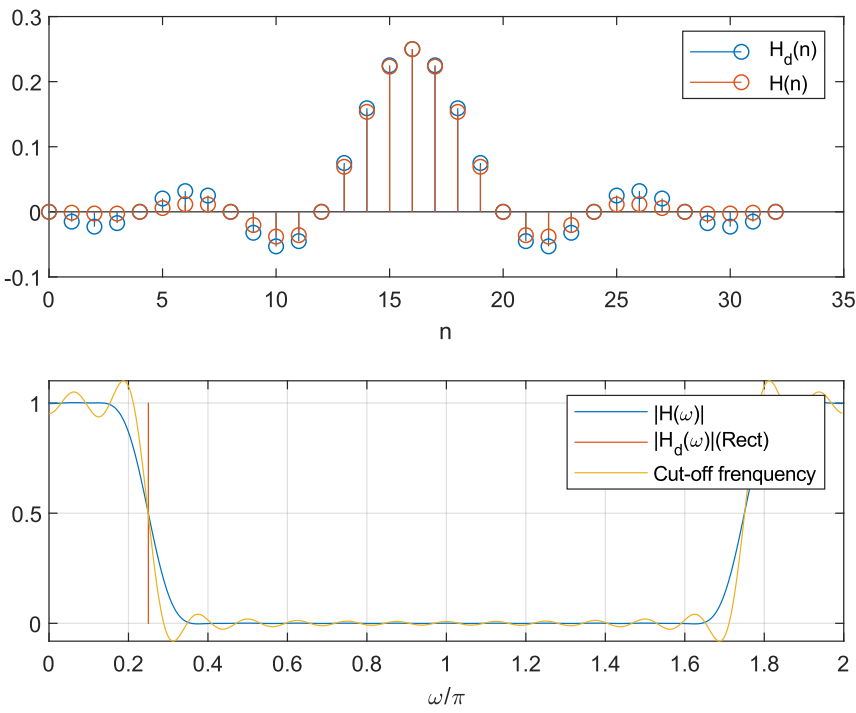 0.3
0.2
0.1
0
-0.1
H_d(n)
H(n)
0 5 10 15 20 25 30 35
n
1
0.5
0
|H(ω)|
|H_d(ω)|(Rect)
Cut-off frenquency
0 0.2 0.4 0.6 0.8 1 1.2 1.4 1.6 1.8 2
ω/π